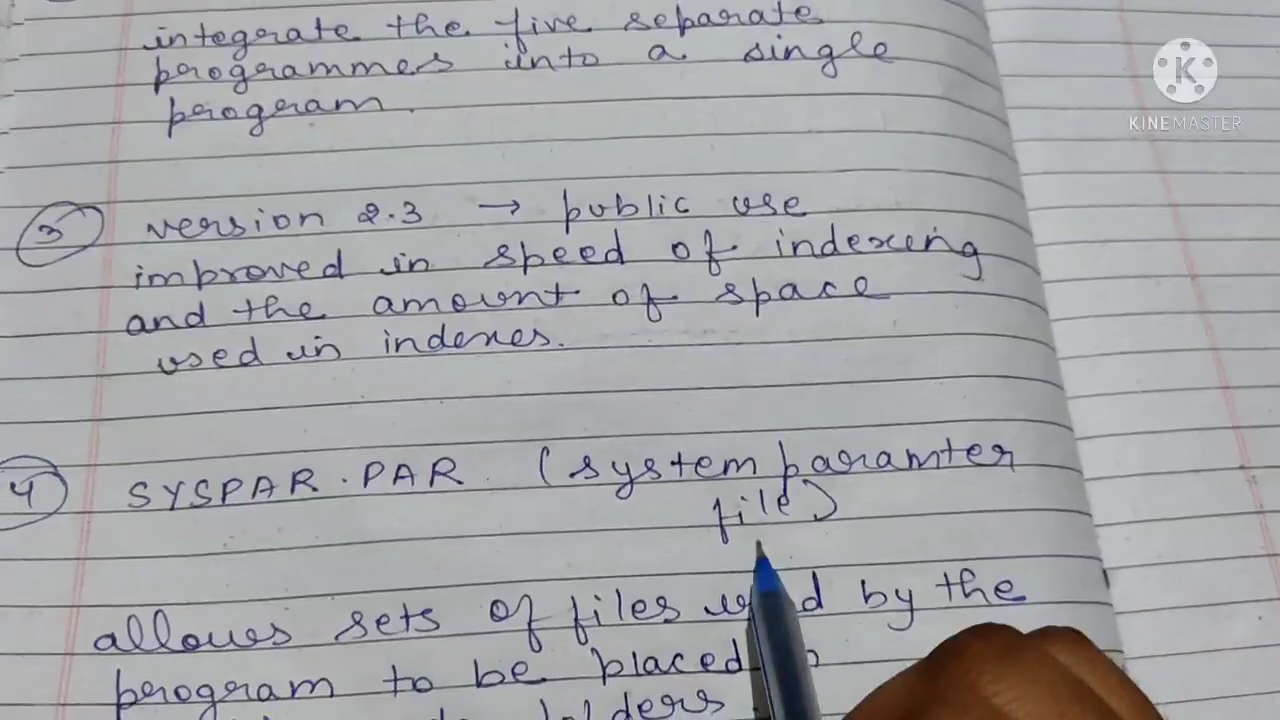 integrate the five separate
programmers into a single
program.
K
KINEMASTER
3 version 2.3 → public use
improved in speed of indexing
and the amount of space
used in indexes.
4 SYSPAR.PAR (system paramter
file)
allows sets of files used by the
program to be placed